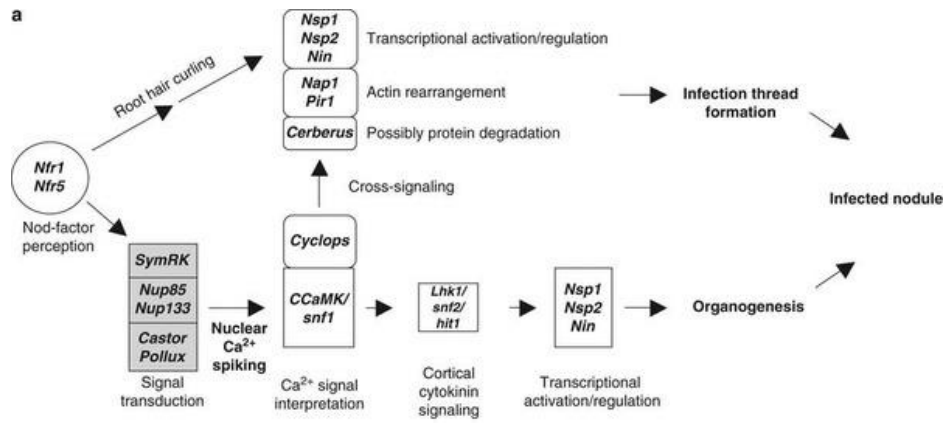 a
Nsp1
Nsp2
Nin
Transcriptional activation/regulation
Root hair curling
Nap1
Pir1
Actin rearrangement
Infection thread
formation
Cerberus
Possibly protein degradation
Nfr1
Nfr5
Cross-signaling
Infected nodule
Nod-factor
perception
Cyclops
SymRK
Nup85
Nup133
Castor
Pollux
Nuclear
Ca²⁺
spiking
CCaMK/
snf1
Lhk1/
snf2/
hit1
Nsp1
Nsp2
Nin
Organogenesis
Signal
transduction
Ca²⁺ signal
interpretation
Cortical
cytokinin
signaling
Transcriptional
activation/regulation